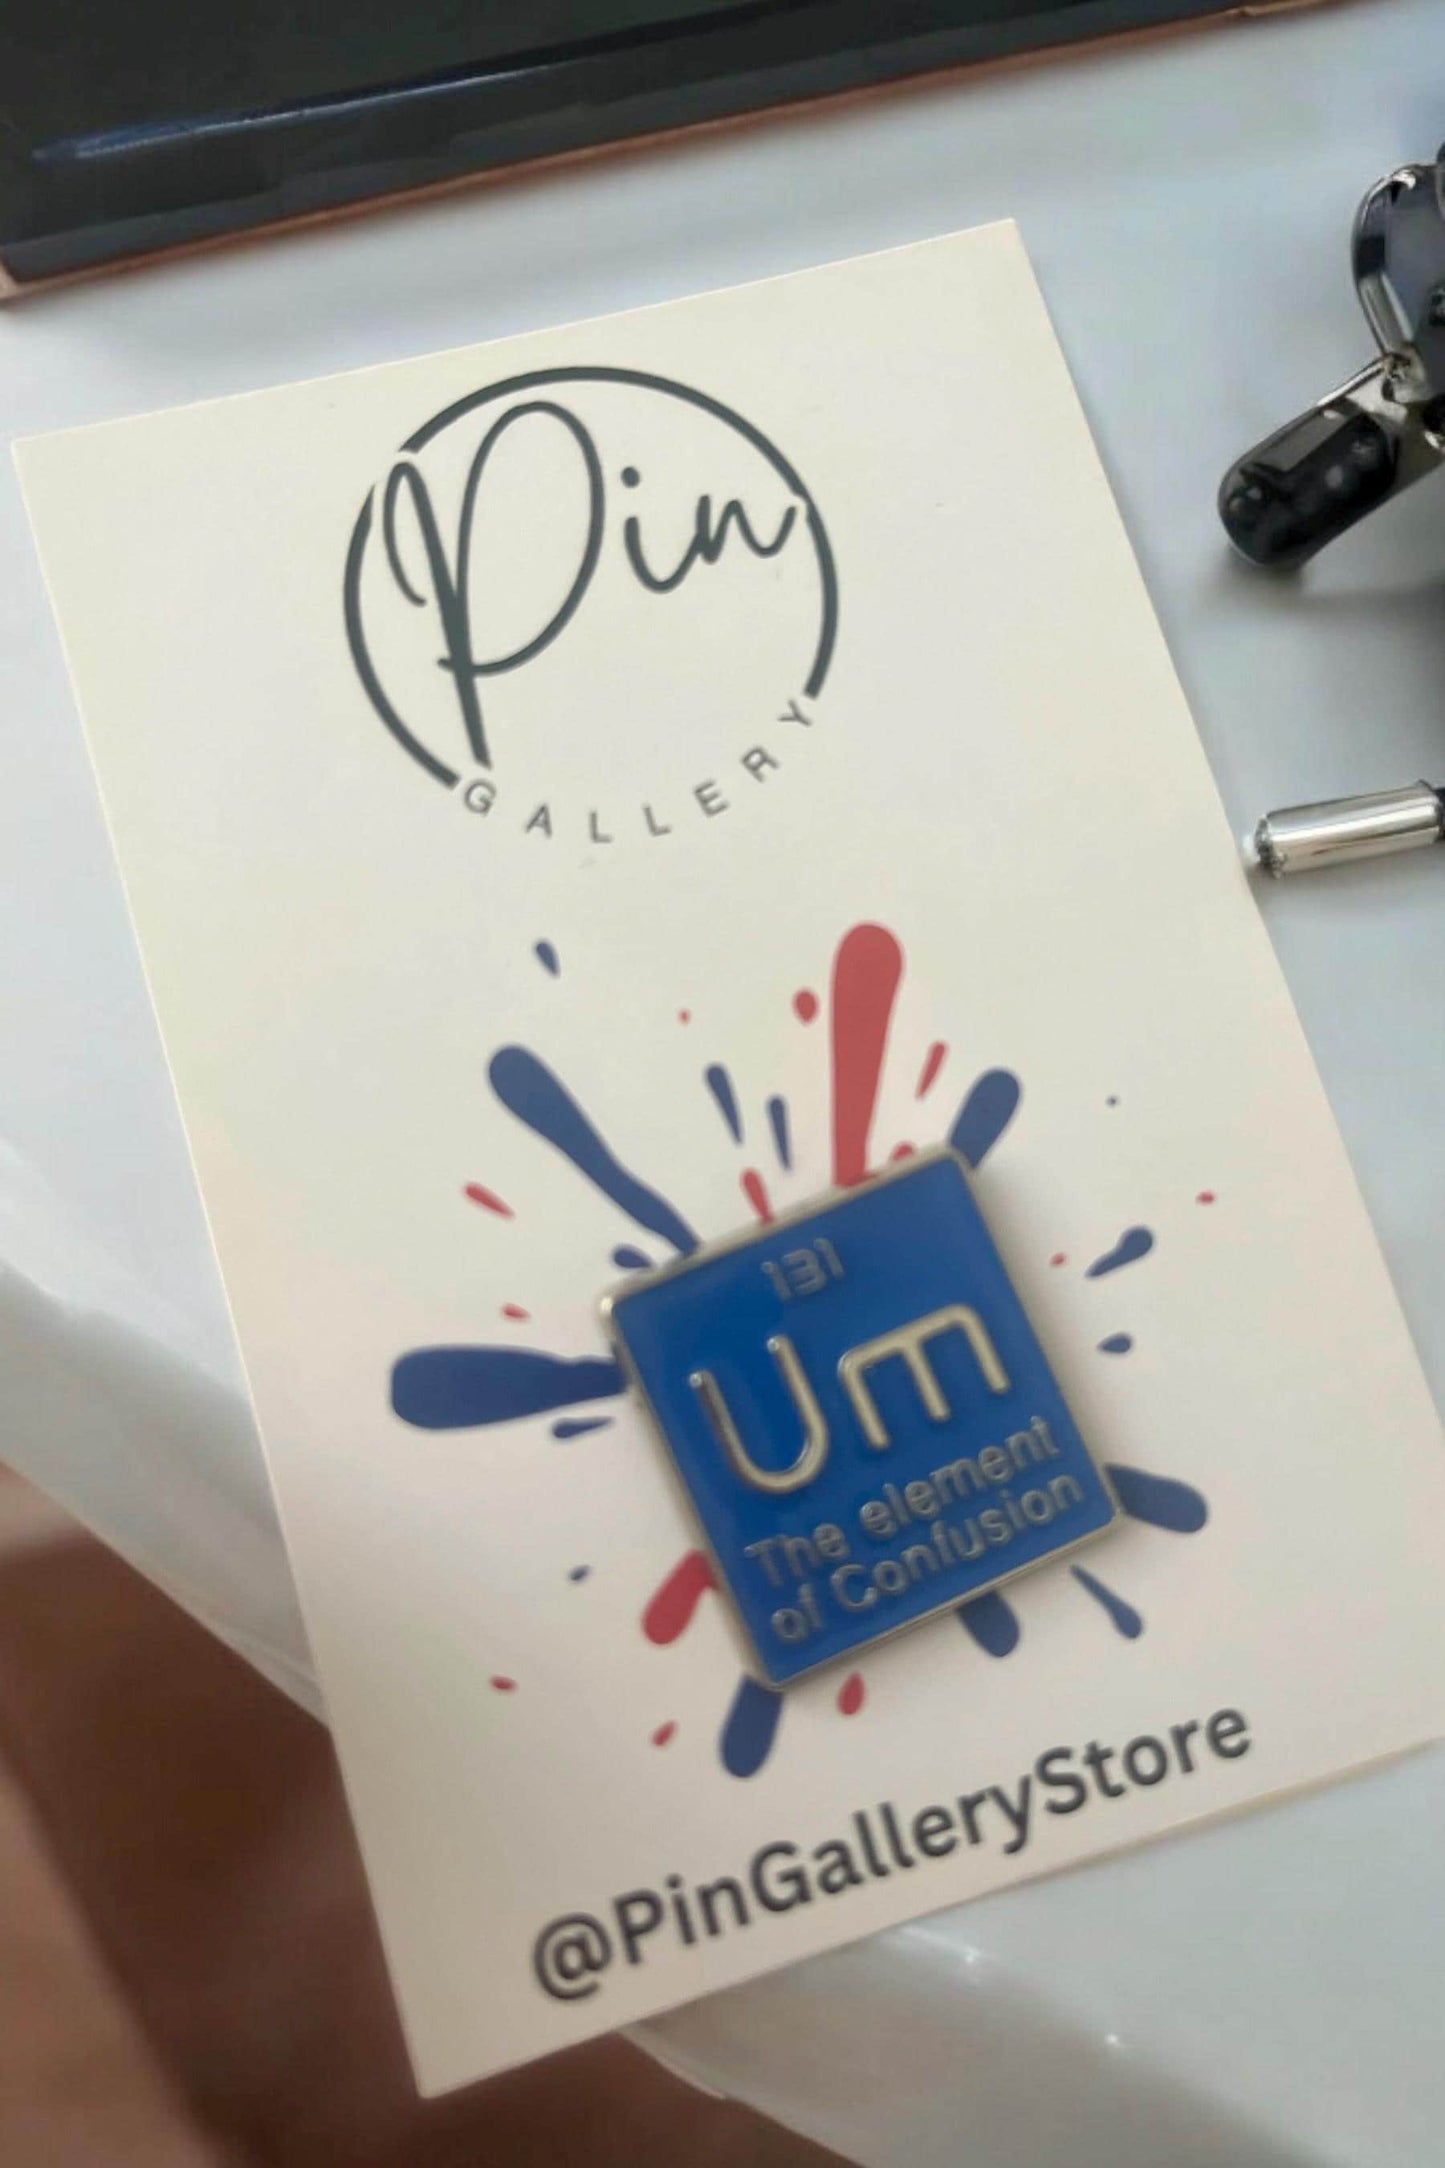 Pin
GALLERY
131
Um
The element
of Confusion
@PinGalleryStore